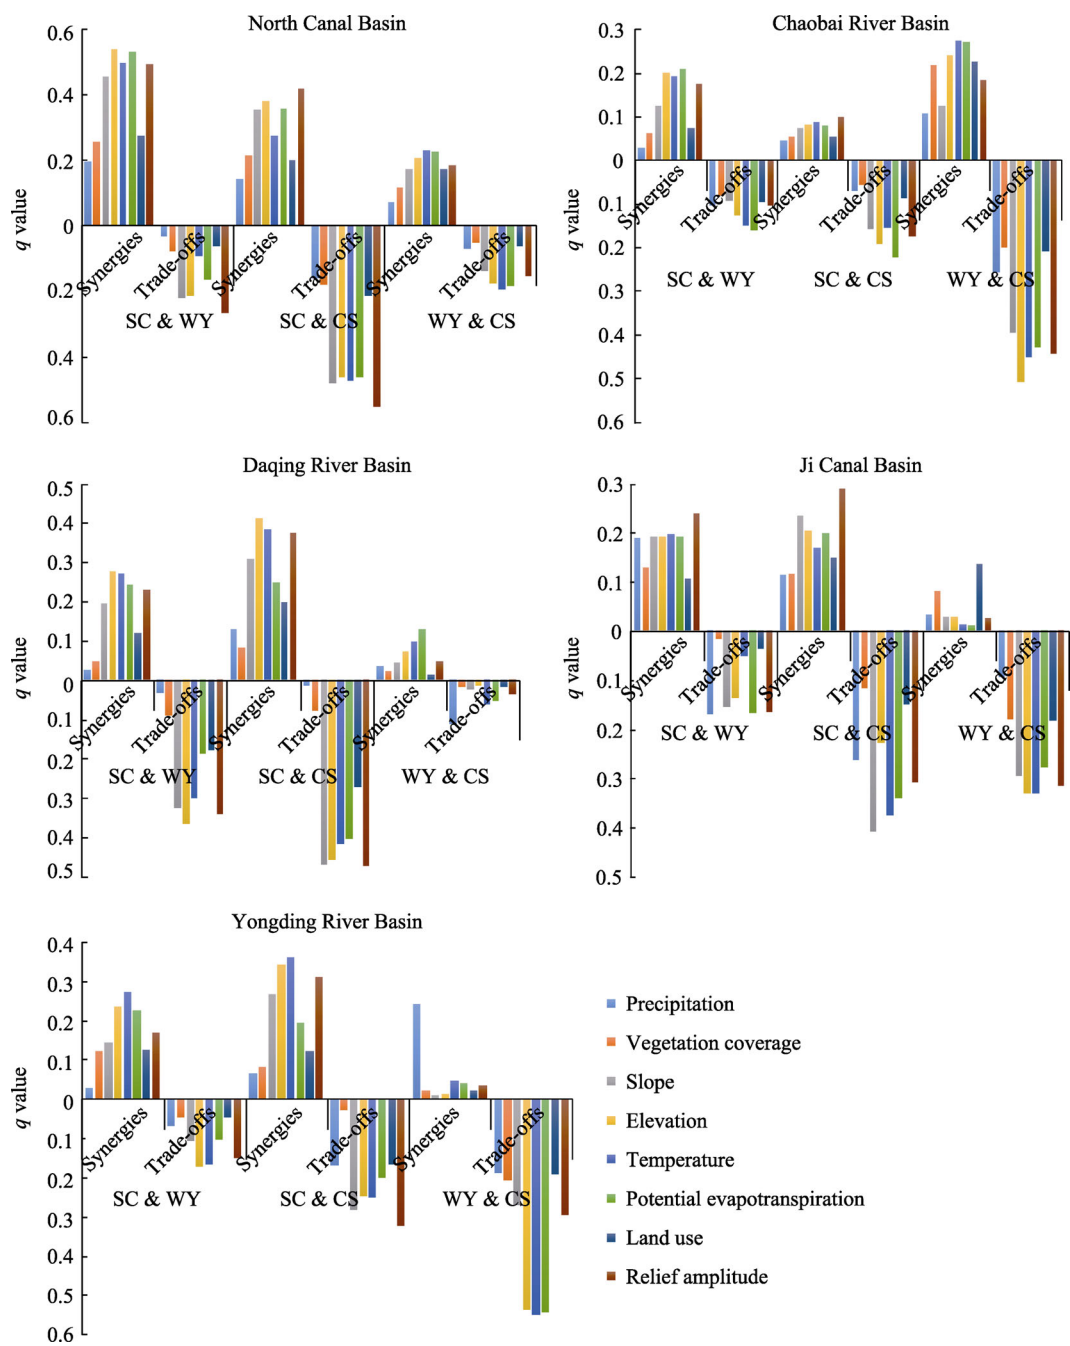 North Canal Basin
q value
0.6
0.4
0.2
0
0.2
0.4
0.6
Synergies
Trade-offs
Synergies
Trade-offs
Synergies
Trade-offs
SC & WY
SC & CS
WY & CS
Chaobai River Basin
q value
0.3
0.2
0.1
0
0.1
0.2
0.3
0.4
0.5
0.6
Synergies
Trade-offs
Synergies
Trade-offs
Synergies
Trade-offs
SC & WY
SC & CS
WY & CS
Daqing River Basin
q value
0.5
0.4
0.3
0.2
0.1
0
0.1
0.2
0.3
0.4
0.5
Synergies
Trade-offs
Synergies
Trade-offs
Synergies
Trade-offs
SC & WY
SC & CS
WY & CS
Ji Canal Basin
q value
0.3
0.2
0.1
0
0.1
0.2
0.3
0.4
0.5
Synergies
Trade-offs
Synergies
Trade-offs
Synergies
Trade-offs
SC & WY
SC & CS
WY & CS
Yongding River Basin
q value
0.4
0.3
0.2
0.1
0
0.1
0.2
0.3
0.4
0.5
0.6
Synergies
Trade-offs
Synergies
Trade-offs
Synergies
Trade-offs
SC & WY
SC & CS
WY & CS
Precipitation
Vegetation coverage
Slope
Elevation
Temperature
Potential evapotranspiration
Land use
Relief amplitude